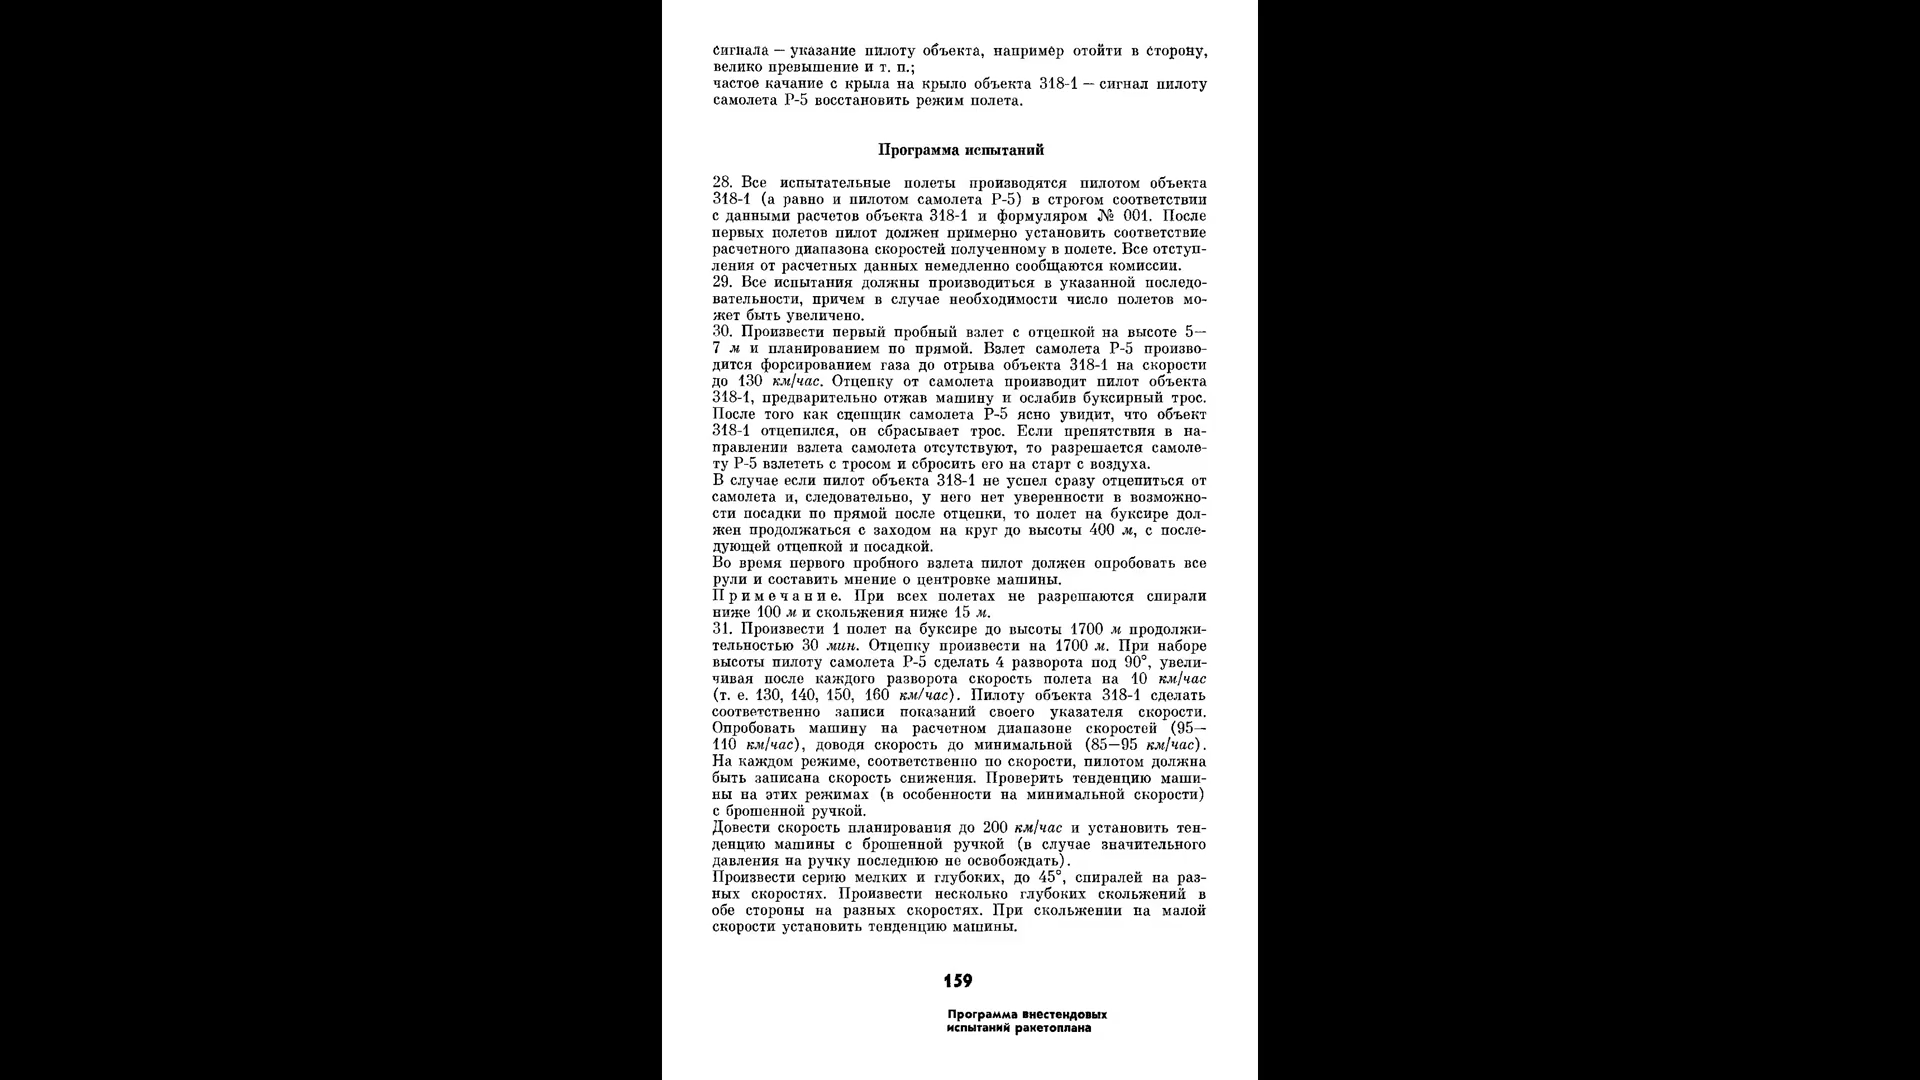 сигнала — указание пилоту объекта, например отойти в сторону,
велико превышение и т. п.;
частое качание с крыла на крыло объекта 318-1 — сигнал пилоту
самолета Р-5 восстановить режим полета.
Программа испытаний
28. Все испытательные полеты производятся пилотом объекта
318-1 (а равно и пилотом самолета Р-5) в строгом соответствии
с данными расчетов объекта 318-1 и формуляром № 001. После
первых полетов пилот должен примерно установить соответствие
расчетного диапазона скоростей полученному в полете. Все отступ-
ления от расчетных данных немедленно сообщаются комиссии.
29. Все испытания должны производиться в указанной последо-
вательности, причем в случае необходимости число полетов мо-
жет быть увеличено.
30. Произвести первый пробный взлет с отцепкой на высоте 5—
7 м и планированием по прямой. Взлет самолета Р-5 произво-
дится форсированием газа до отрыва объекта 318-1 на скорости
до 130 км/час. Отцепку от самолета производит пилот объекта
318-1, предварительно отжав машину и ослабив буксирный трос.
После того как сцепщик самолета Р-5 ясно увидит, что объект
318-1 отцепился, он сбрасывает трос. Если препятствия в на-
правлении взлета самолета отсутствуют, то разрешается самоле-
ту Р-5 взлететь с тросом и сбросить его на старт с воздуха.
В случае если пилот объекта 318-1 не успел сразу отцепиться от
самолета и, следовательно, у него нет уверенности в возможно-
сти посадки по прямой после отцепки, то полет на буксире дол-
жен продолжаться с заходом на круг до высоты 400 м, с после-
дующей отцепкой и посадкой.
Во время первого пробного взлета пилот должен опробовать все
рули и составить мнение о центровке машины.
Примечание. При всех полетах не разрешаются спирали
ниже 100 м и скольжения ниже 15 м.
31. Произвести 1 полет на буксире до высоты 1700 м продолжи-
тельностью 30 мин. Отцепку произвести на 1700 м. При наборе
высоты пилоту самолета Р-5 сделать 4 разворота под 90°, увели-
чивая после каждого разворота скорость полета на 10 км/час
(т. е. 130, 140, 150, 160 км/час). Пилоту объекта 318-1 сделать
соответственно записи показаний своего указателя скорости.
Опробовать машину на расчетном диапазоне скоростей (95—
110 км/час), доводя скорость до минимальной (85—95 км/час).
На каждом режиме, соответственно по скорости, пилотом должна
быть записана скорость снижения. Проверить тенденцию маши-
ны на этих режимах (в особенности на минимальной скорости)
с брошенной ручкой.
Довести скорость планирования до 200 км/час и установить тен-
денцию машины с брошенной ручкой (в случае значительного
давления на ручку последнюю не освобождать).
Произвести серию мелких и глубоких, до 45°, спиралей на раз-
ных скоростях. Произвести несколько глубоких скольжений в
обе стороны на разных скоростях. При скольжении на малой
скорости установить тенденцию машины.
159
Программа внестендовых
испытаний ракетоплана